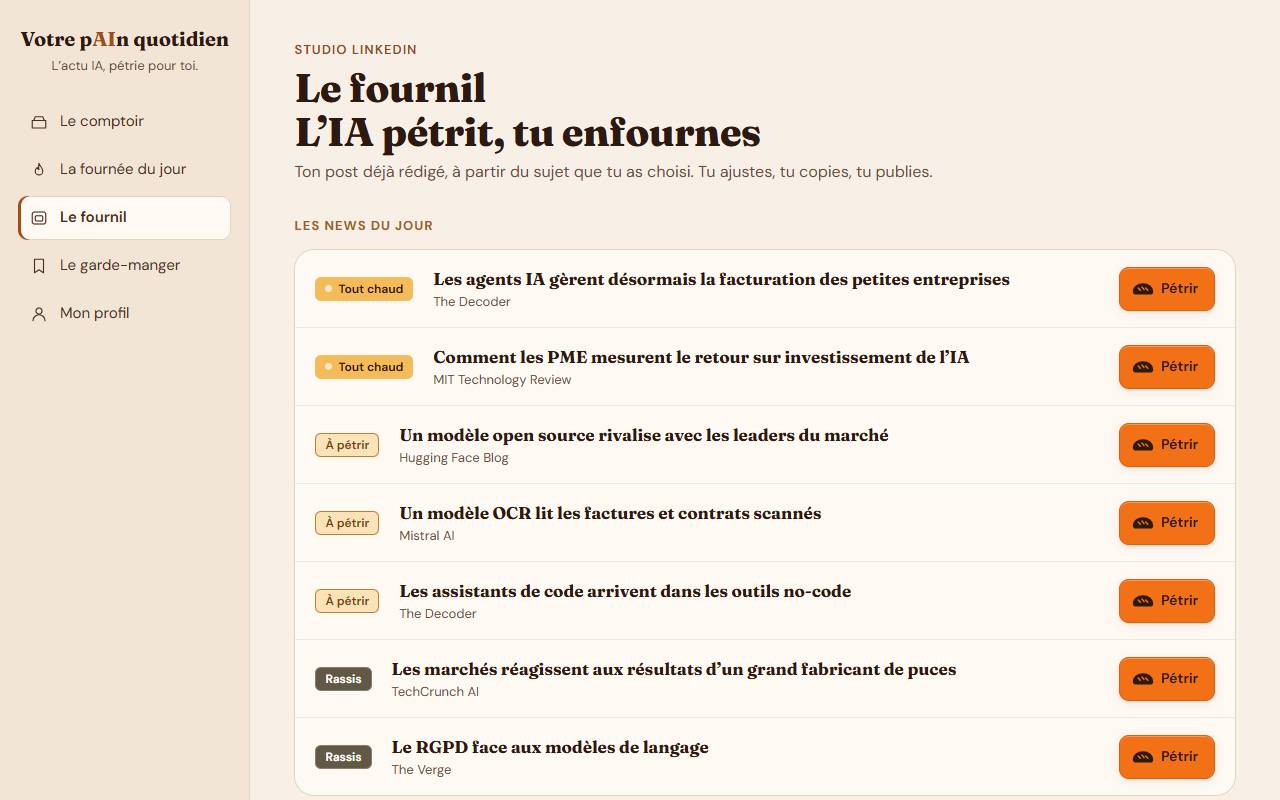 Votre pAIn quotidien
L’actu IA, pétrie pour toi.
Le comptoir
La fournée du jour
Le fournil
Le garde-manger
Mon profil
STUDIO LINKEDIN
Le fournil
L’IA pétrit, tu enfournes
Ton post déjà rédigé, à partir du sujet que tu as choisi. Tu ajustes, tu copies, tu publies.
LES NEWS DU JOUR
Tout chaud
Les agents IA gèrent désormais la facturation des petites entreprises
The Decoder
Pétrir
Tout chaud
Comment les PME mesurent le retour sur investissement de l’IA
MIT Technology Review
Pétrir
À pétrir
Un modèle open source rivalise avec les leaders du marché
Hugging Face Blog
Pétrir
À pétrir
Un modèle OCR lit les factures et contrats scannés
Mistral AI
Pétrir
À pétrir
Les assistants de code arrivent dans les outils no-code
The Decoder
Pétrir
Rassis
Les marchés réagissent aux résultats d’un grand fabricant de puces
TechCrunch AI
Pétrir
Rassis
Le RGPD face aux modèles de langage
The Verge
Pétrir